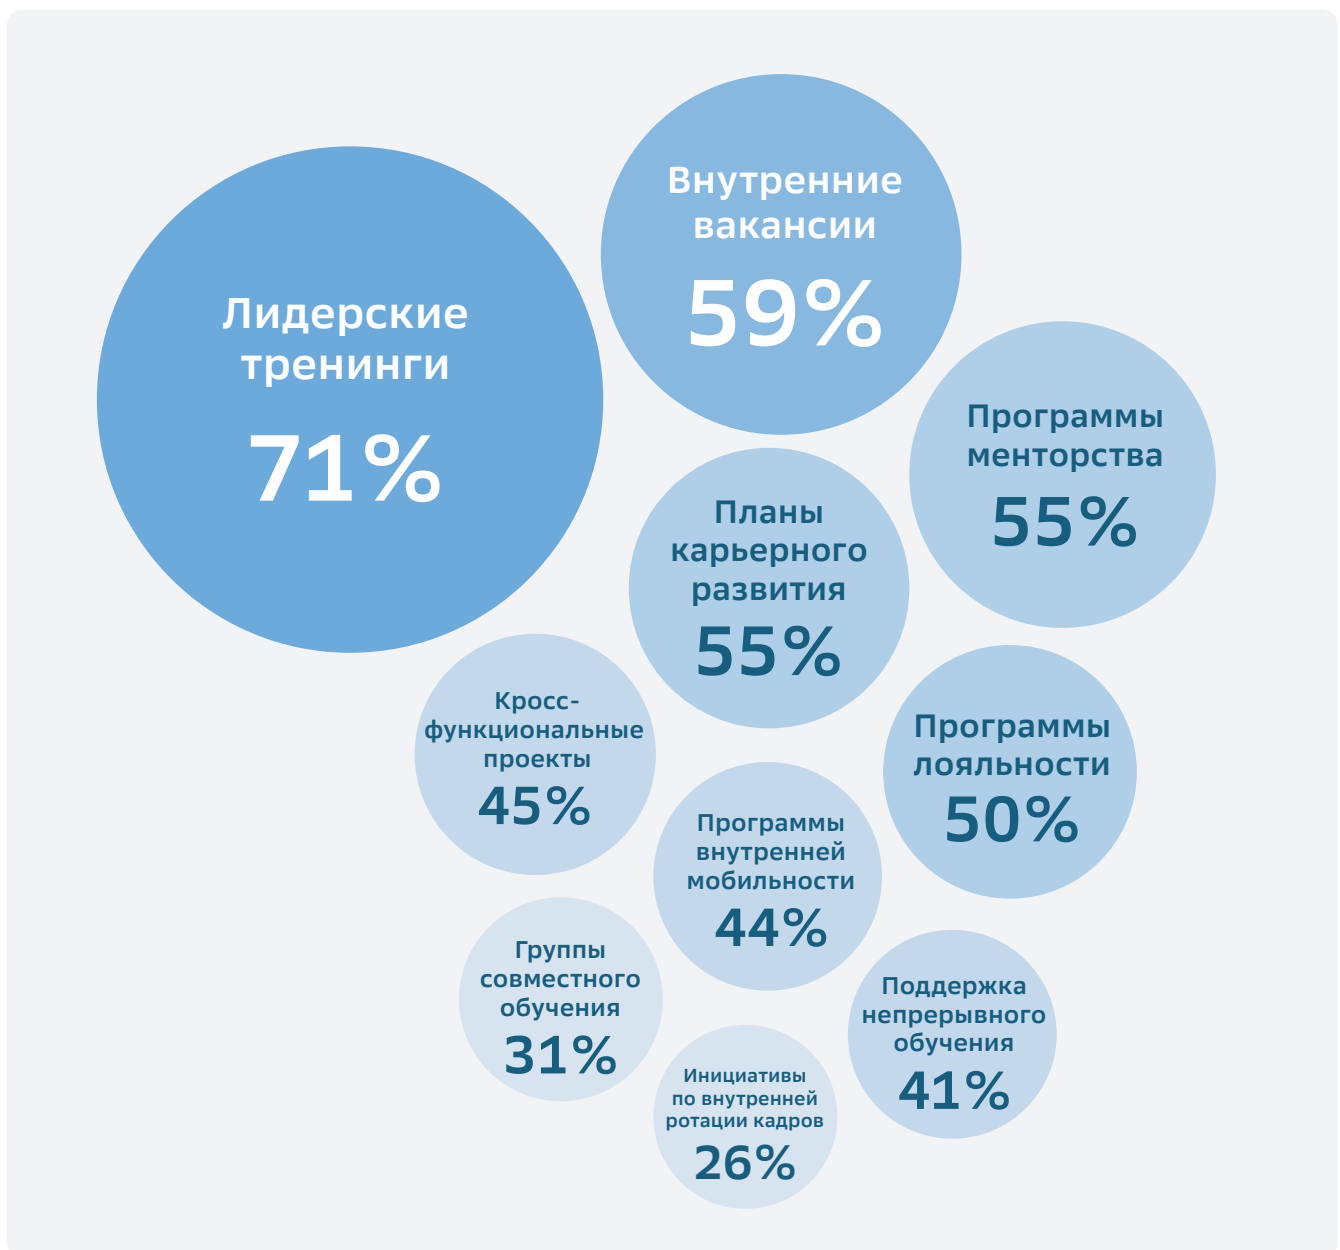 Лидерские
тренинги
71%
Внутренние
вакансии
59%
Программы
менторства
55%
Планы
карьерного
развития
55%
Кросс-
функциональные
проекты
45%
Программы
лояльности
50%
Программы
внутренней
мобильности
44%
Группы
совместного
обучения
31%
Поддержка
непрерывного
обучения
41%
Инициативы
по внутренней
ротации кадров
26%